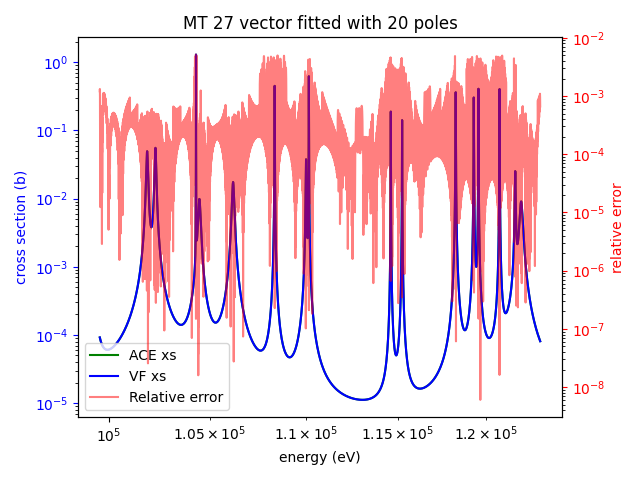 MT 27 vector fitted with 20 poles
cross section (b)
10⁰
10⁻¹
10⁻²
10⁻³
10⁻⁴
10⁻⁵
10⁻²
10⁻³
10⁻⁴
10⁻⁵
10⁻⁶
10⁻⁷
10⁻⁸
relative error
ACE xs
VF xs
Relative error
10⁵ 1.05 × 10⁵ 1.1 × 10⁵ 1.15 × 10⁵ 1.2 × 10⁵
energy (eV)